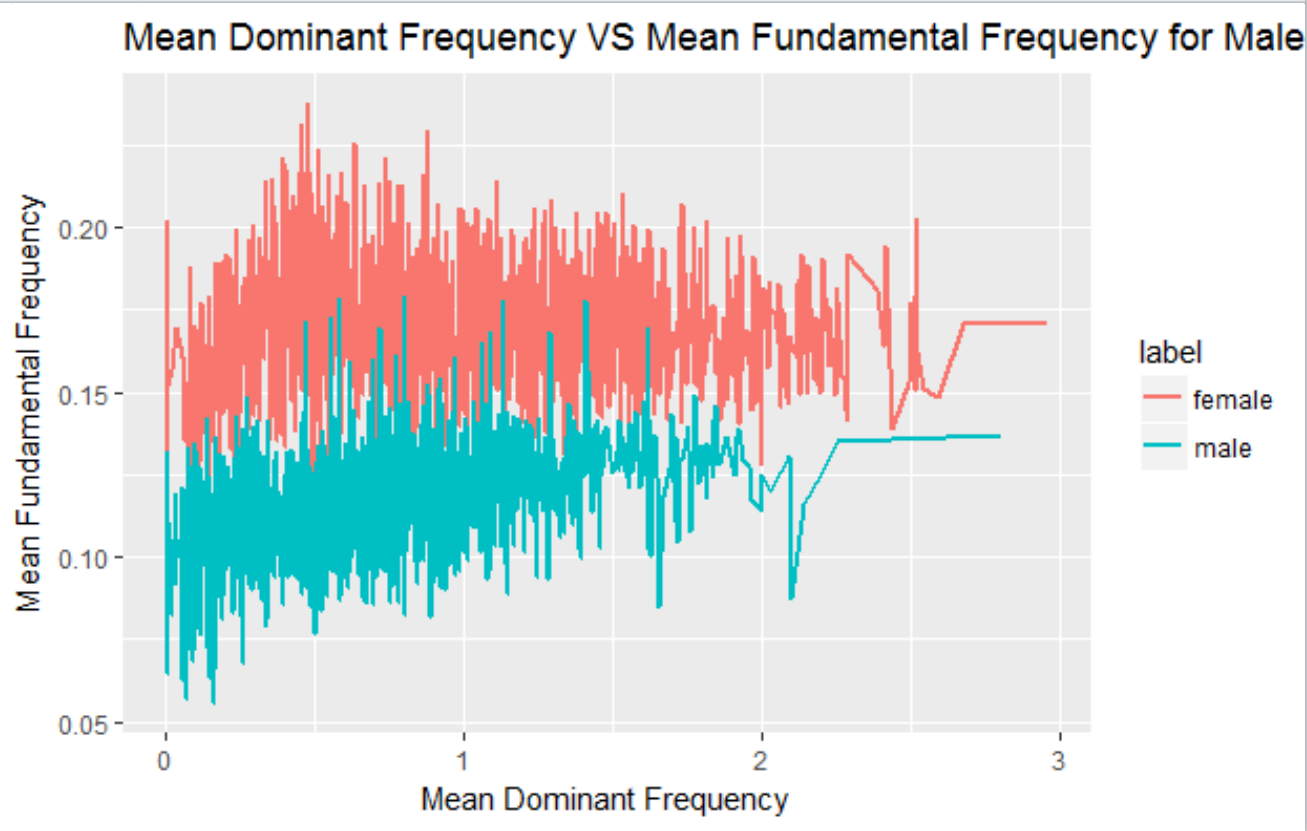 Mean Dominant Frequency VS Mean Fundamental Frequency for Male
Mean Fundamental Frequency
0.20
0.15
0.10
0.05
0 1 2 3
Mean Dominant Frequency
label
female
male